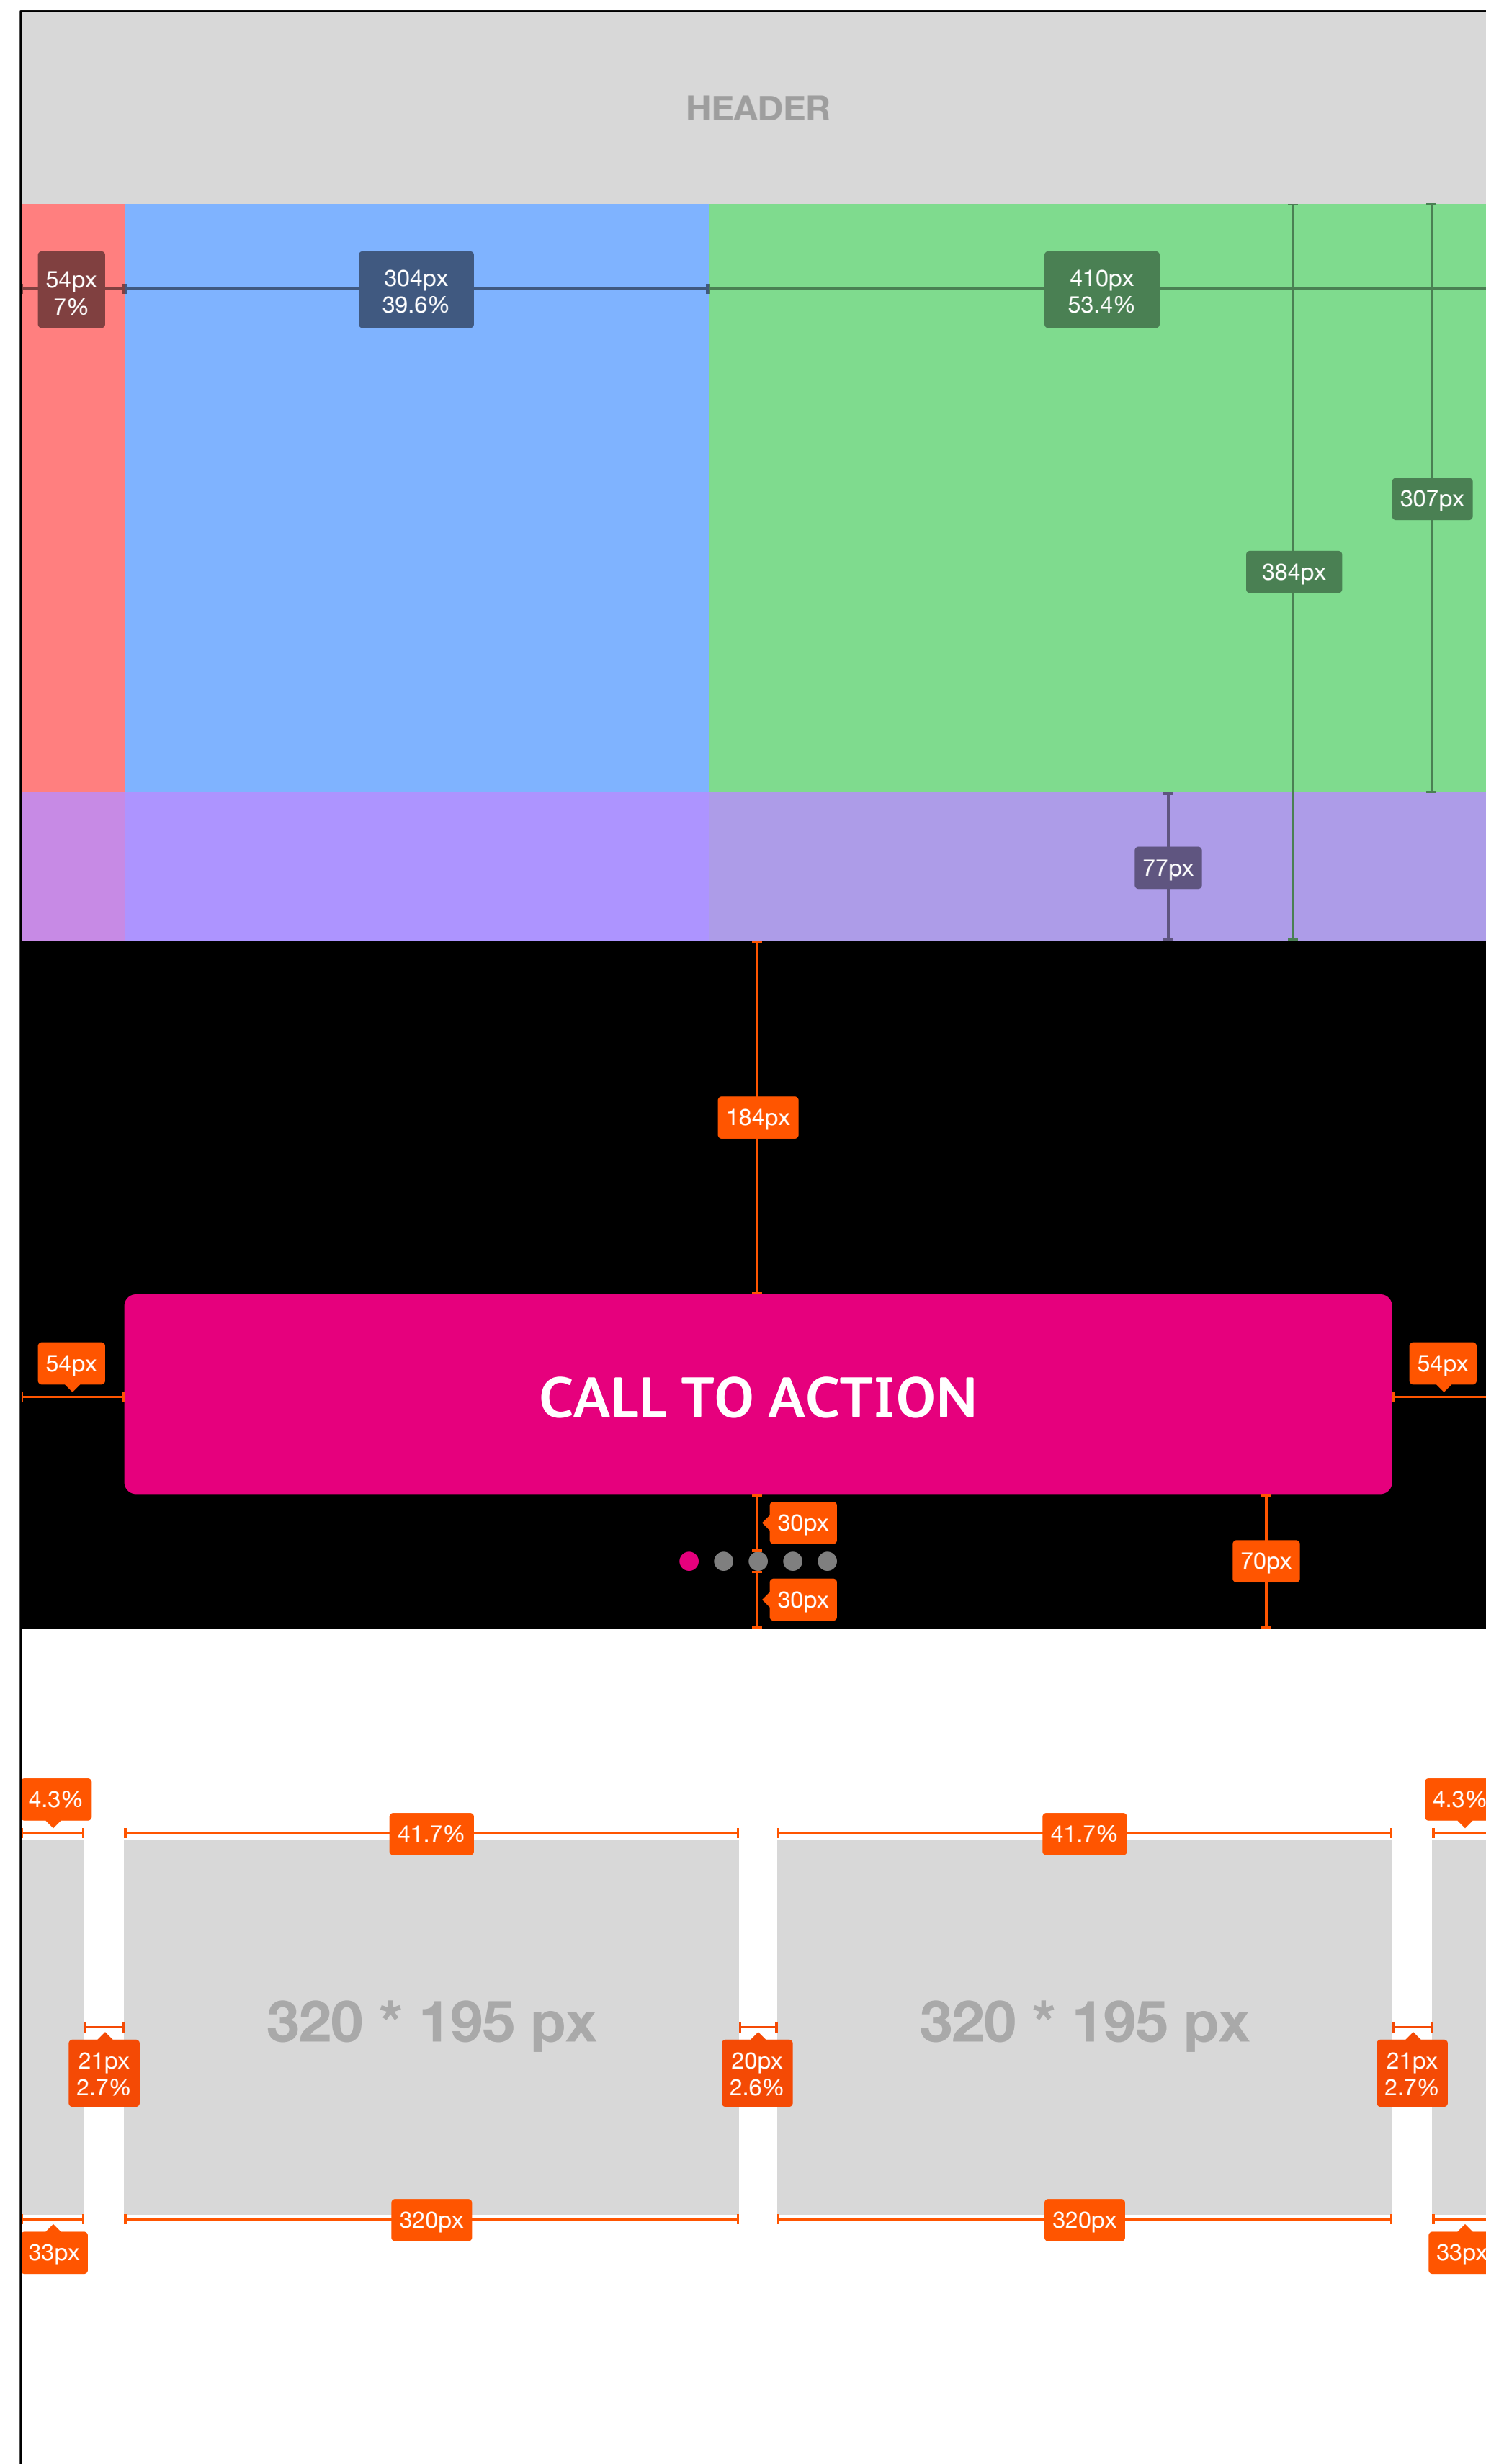 HEADER
54px
7%
304px
39.6%
410px
53.4%
307px
384px
77px
184px
54px
54px
CALL TO ACTION
30px
70px
30px
4.3%
4.3%
41.7%
41.7%
320 * 195 px
320 * 195 px
21px
2.7%
20px
2.6%
21px
2.7%
320px
320px
33px
33px